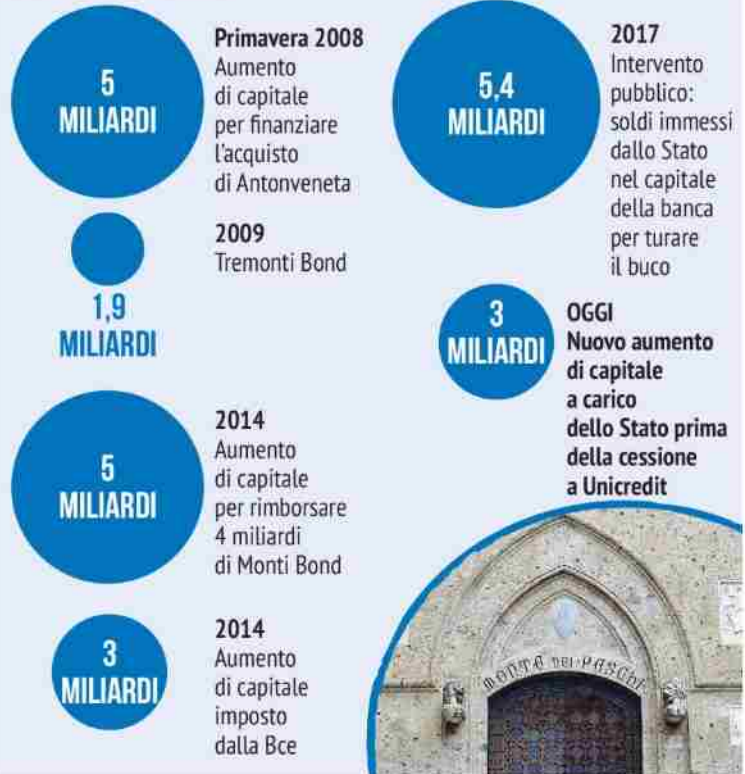 5
MILIARDI
Primavera 2008
Aumento
di capitale
per finanziare
l'acquisto
di Antonveneta
1,9
MILIARDI
2009
Tremonti Bond
5
MILIARDI
2014
Aumento
di capitale
per rimborsare
4 miliardi
di Monti Bond
3
MILIARDI
2014
Aumento
di capitale
imposto
dalla Bce
5,4
MILIARDI
2017
Intervento
pubblico:
soldi immessi
dallo Stato
nel capitale
della banca
per turare
il buco
3
MILIARDI
OGGI
Nuovo aumento
di capitale
a carico
dello Stato prima
della cessione
a Unicredit
MONTE DEI PASCHI